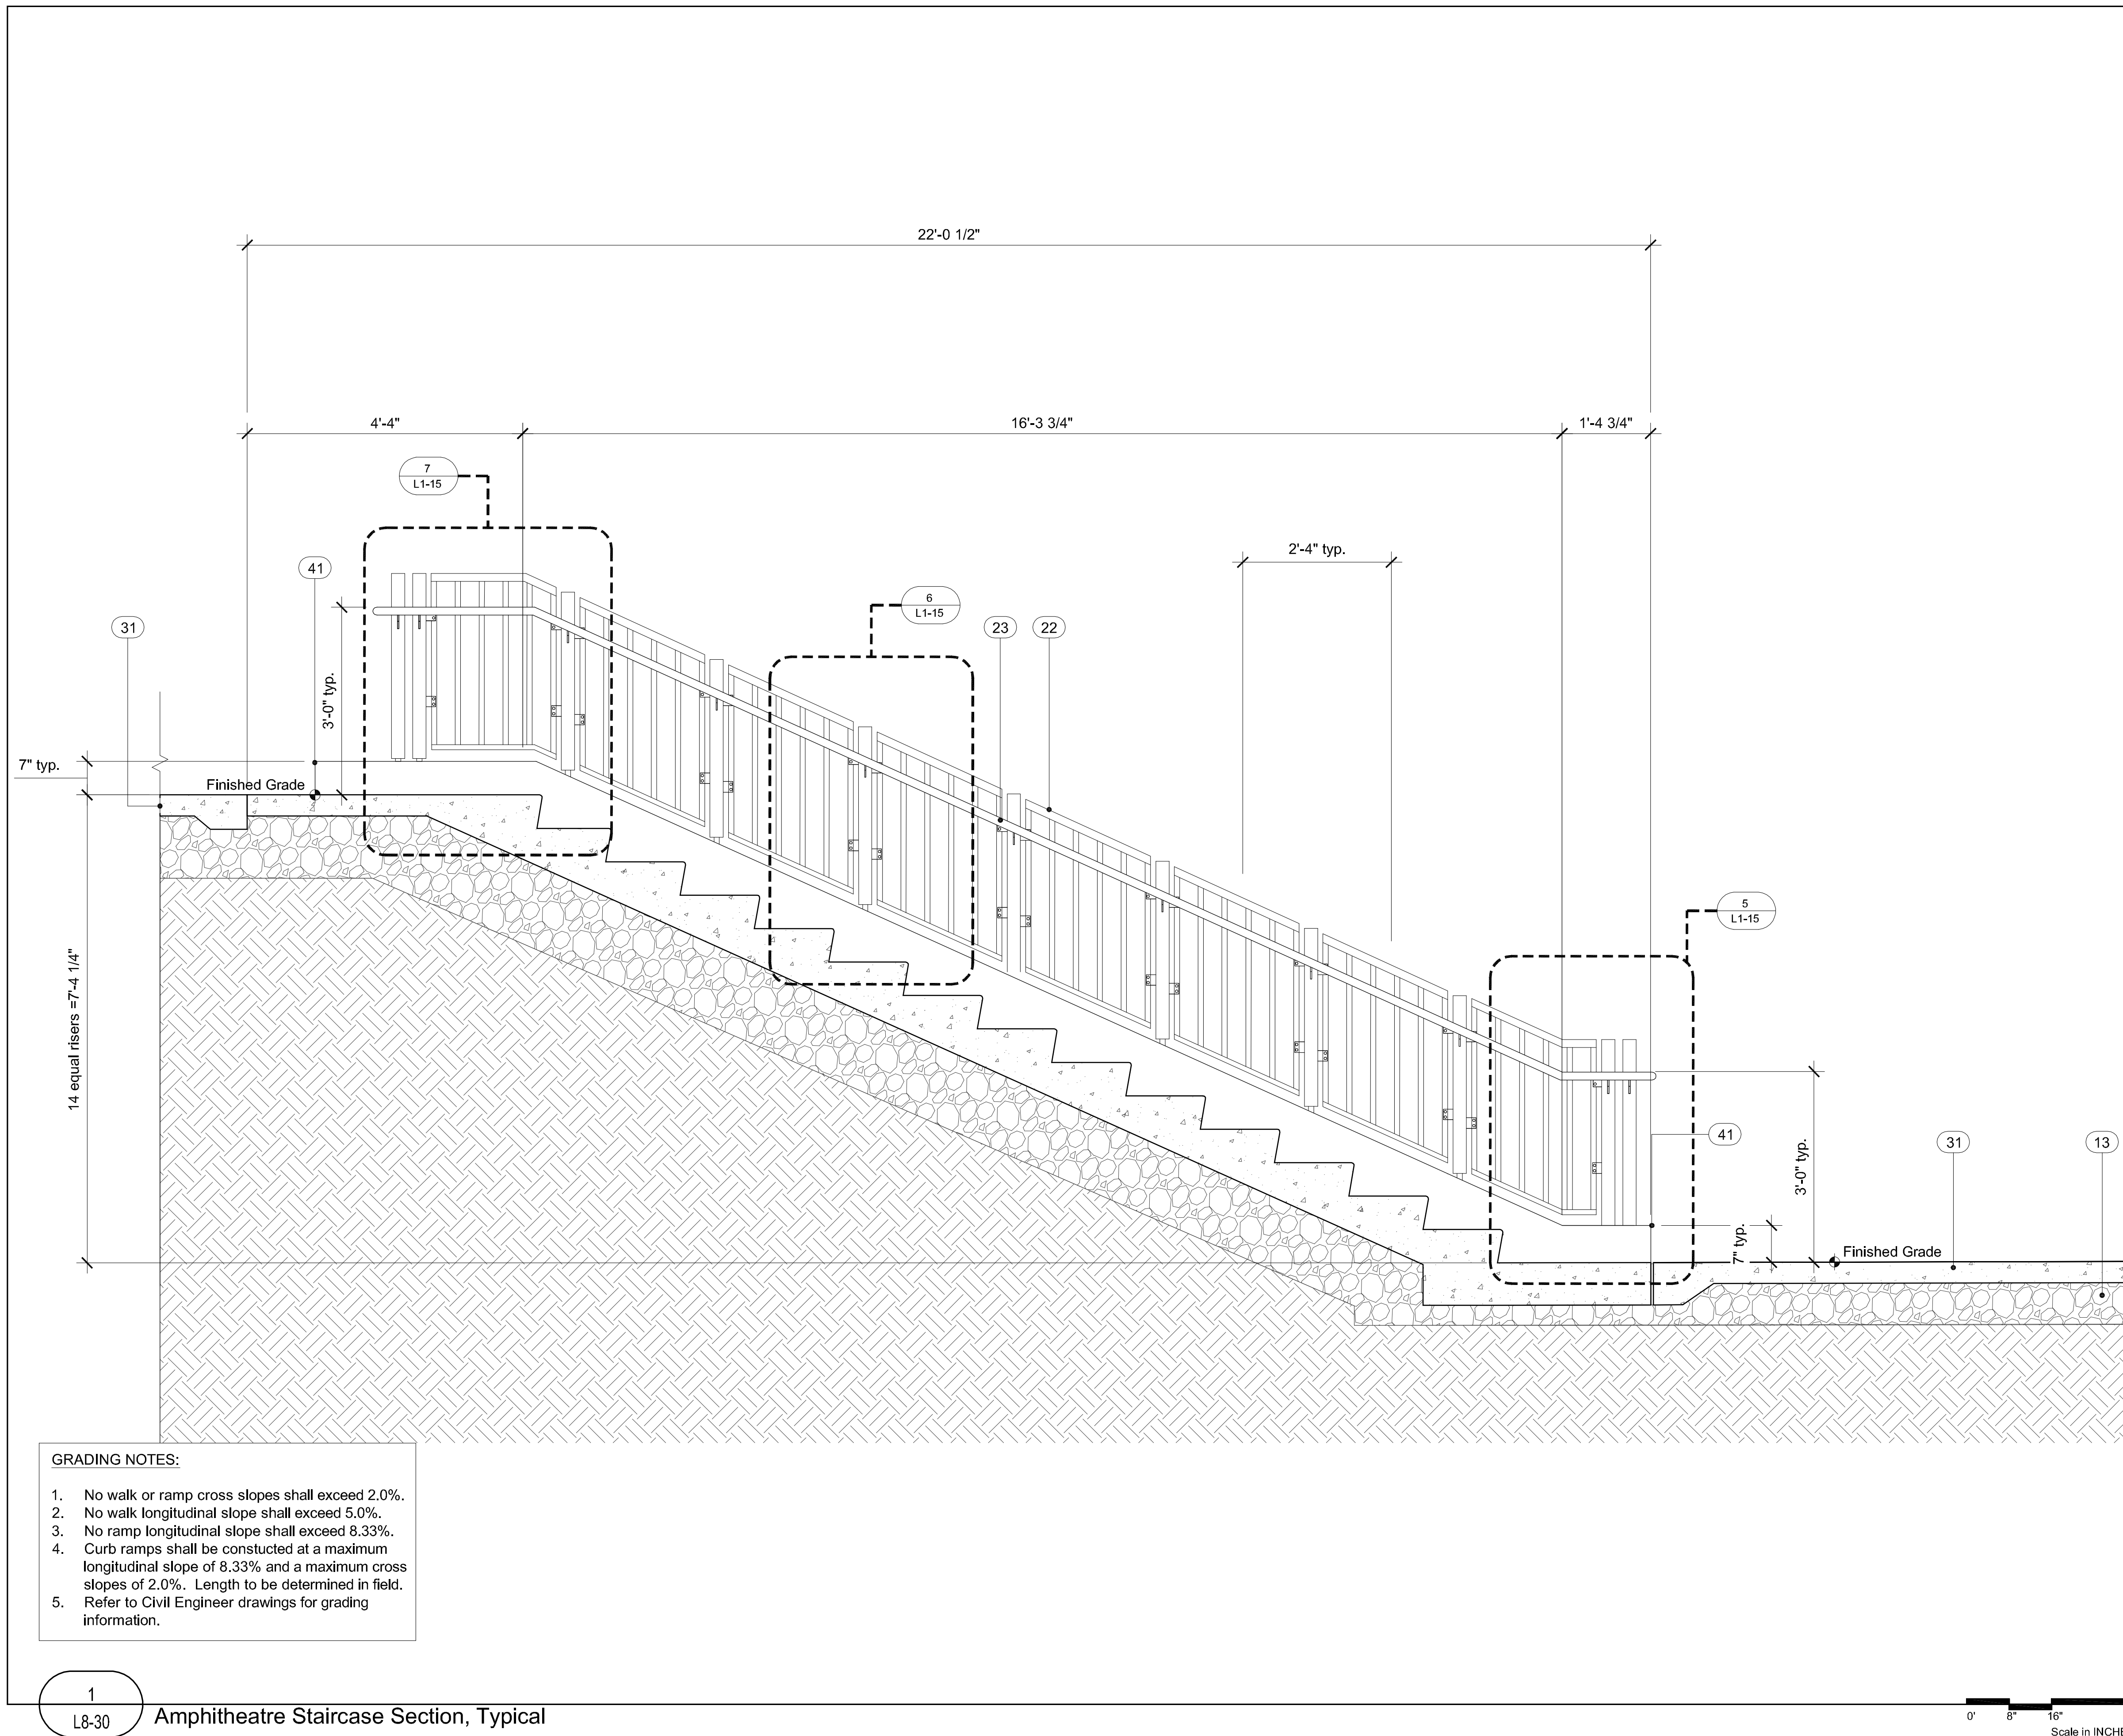 22'-0 1/2"
4'-4"
16'-3 3/4"
1'-4 3/4"
7
L1-15
2'-4" typ.
41
6
L1-15
31
23
22
3'-0" typ.
7" typ.
Finished Grade
5
L1-15
14 equal risers =7'-4 1/4"
41
3'-0" typ.
31
13
7" typ.
Finished Grade
GRADING NOTES:
1. No walk or ramp cross slopes shall exceed 2.0%.
2. No walk longitudinal slope shall exceed 5.0%.
3. No ramp longitudinal slope shall exceed 8.33%.
4. Curb ramps shall be constucted at a maximum
longitudinal slope of 8.33% and a maximum cross
slopes of 2.0%. Length to be determined in field.
5. Refer to Civil Engineer drawings for grading
information.
1
L8-30
Amphitheatre Staircase Section, Typical
0' 8" 16"
Scale in